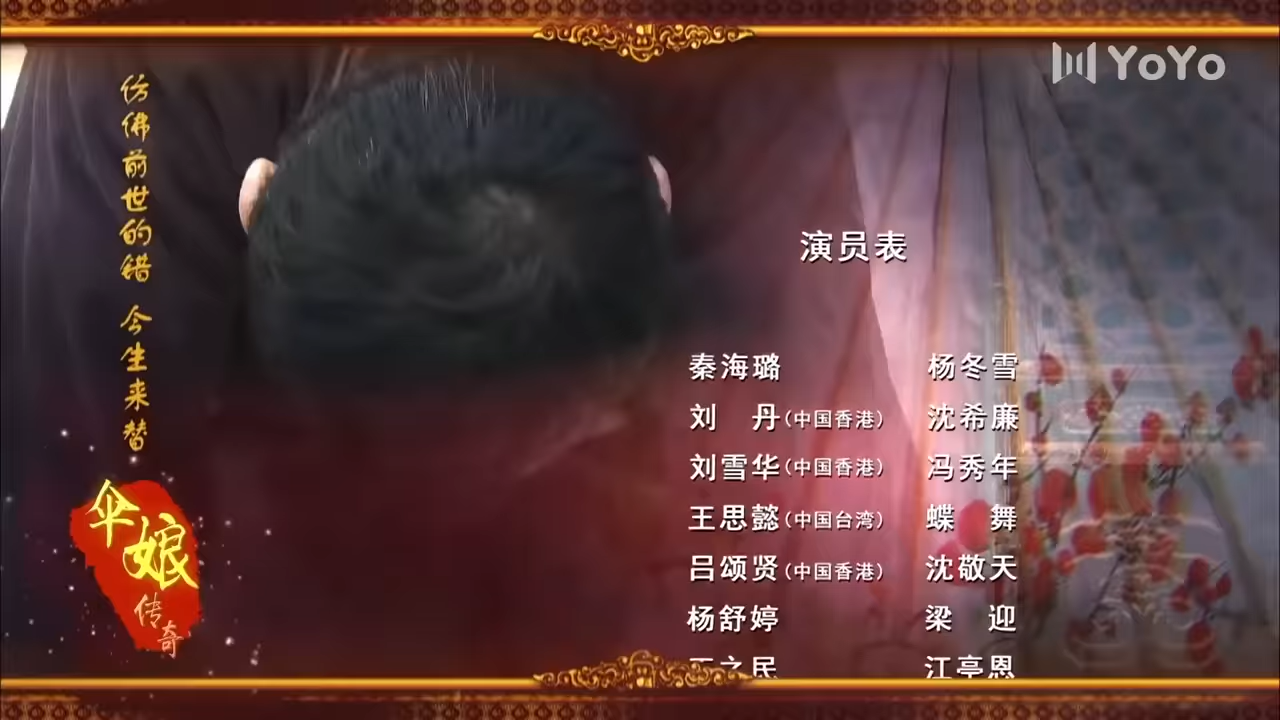 YoYo
仿佛前世的错 今生来替
伞娘
传奇
演员表
秦海璐 杨冬雪
刘 丹(中国香港) 沈希廉
刘雪华(中国香港) 冯秀年
王思懿(中国台湾) 蝶 舞
吕颂贤(中国香港) 沈敬天
杨舒婷 梁 迎
之民 江亭恩